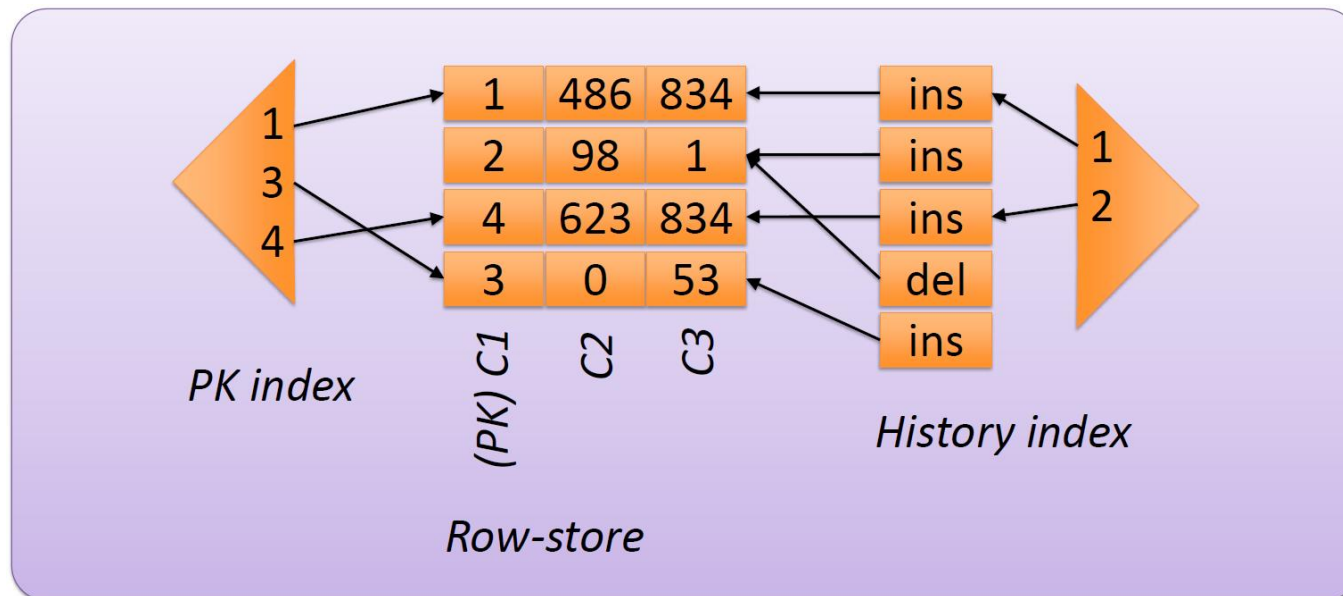 1
3
4
1 486 834
2 98 1
4 623 834
3 0 53
ins
ins
ins
del
ins
1
2
PK index
(PK) C1
C2
C3
History index
Row-store